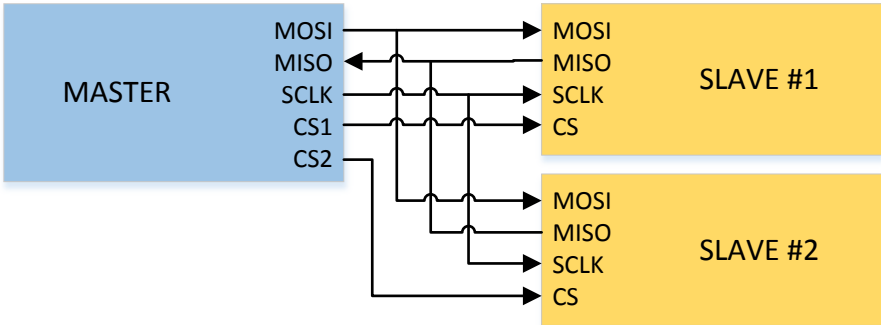 MASTER
MOSI
MISO
SCLK
CS1
CS2
MOSI
MISO
SCLK
CS
SLAVE #1
MOSI
MISO
SCLK
CS
SLAVE #2